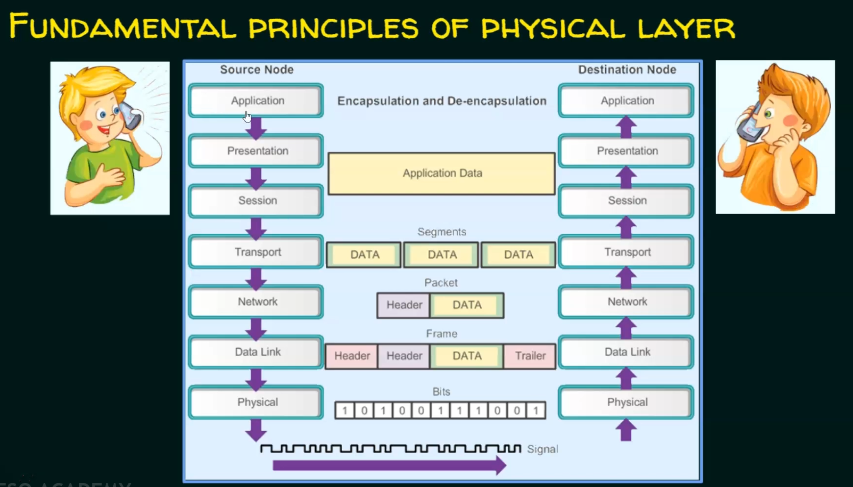 FUNDAMENTAL PRINCIPLES OF PHYSICAL LAYER
Source Node
Destination Node
Application
Encapsulation and De-encapsulation
Application
Presentation
Presentation
Application Data
Session
Session
Segments
Transport
DATA
DATA
DATA
Transport
Packet
Network
Header
DATA
Network
Frame
Data Link
Header
Header
DATA
Trailer
Data Link
Bits
Physical
1 0 1 0 0 1 1 1 0 0 1
Physical
Signal
ESO ACADEMY